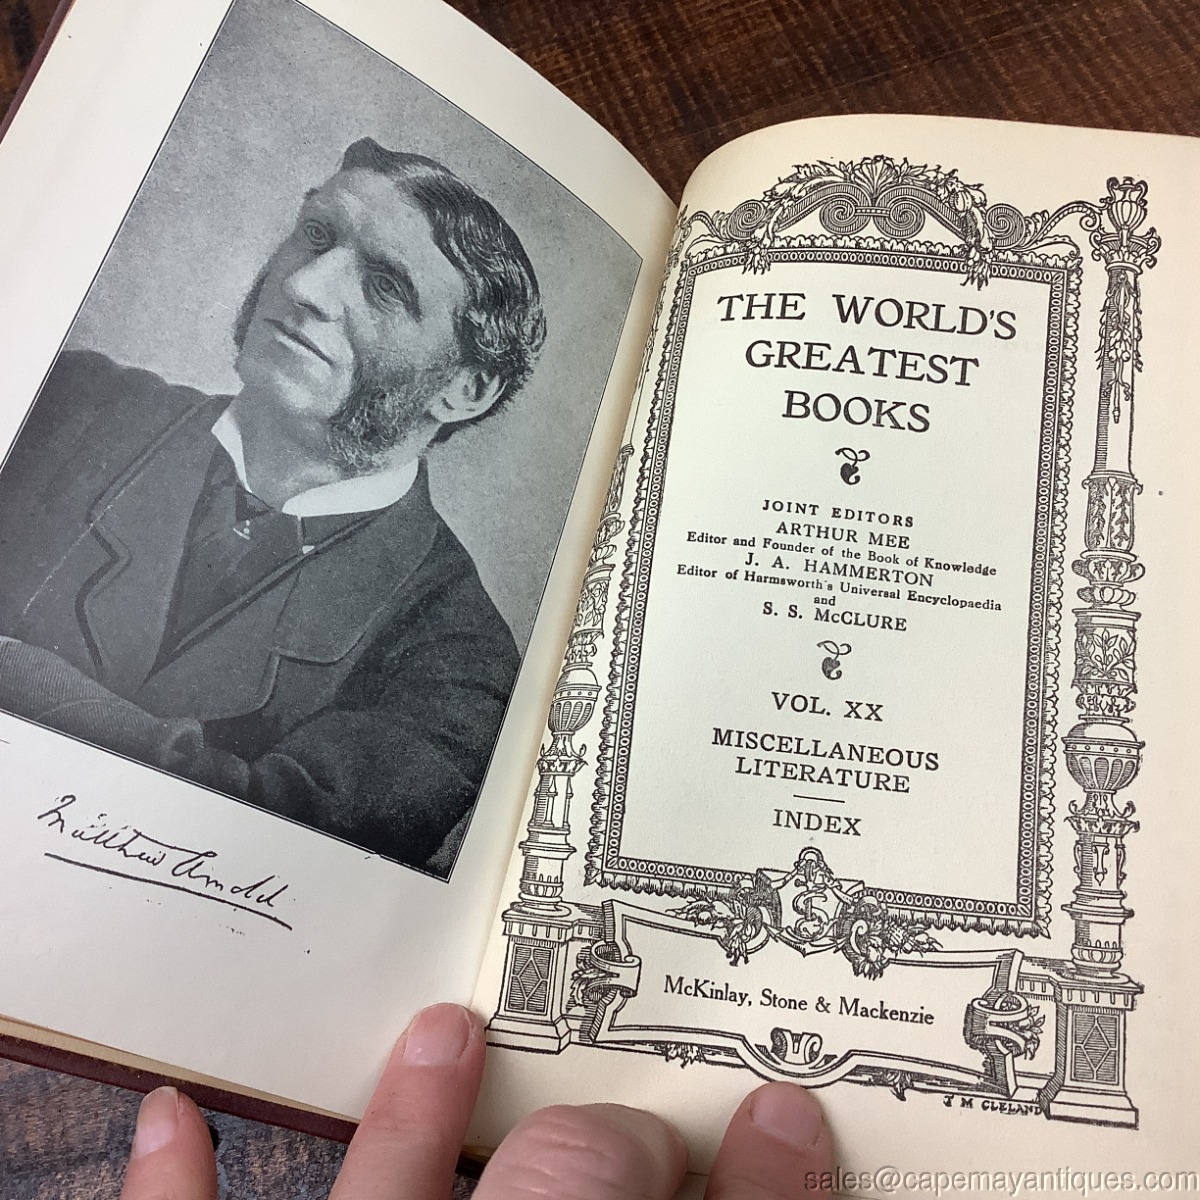 Matthew Arnold
THE WORLD'S
GREATEST
BOOKS
JOINT EDITORS
ARTHUR MEE
Editor and Founder of the Book of Knowledge
J. A. HAMMERTON
Editor of Harmsworth's Universal Encyclopaedia
and
S. S. McCLURE
VOL. XX
MISCELLANEOUS
LITERATURE
INDEX
McKinlay, Stone & Mackenzie
J M CLELAND
sales@capemayantiques.com